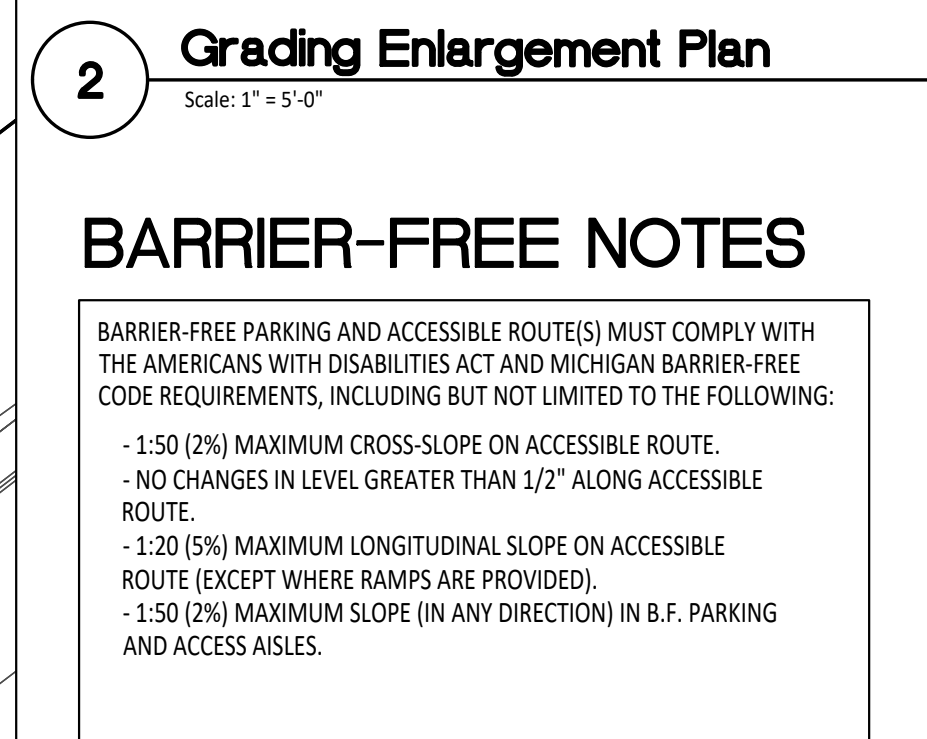 2
Grading Enlargement Plan
Scale: 1" = 5'-0"
BARRIER-FREE NOTES
BARRIER-FREE PARKING AND ACCESSIBLE ROUTE(S) MUST COMPLY WITH
THE AMERICANS WITH DISABILITIES ACT AND MICHIGAN BARRIER-FREE
CODE REQUIREMENTS, INCLUDING BUT NOT LIMITED TO THE FOLLOWING:
- 1:50 (2%) MAXIMUM CROSS-SLOPE ON ACCESSIBLE ROUTE.
- NO CHANGES IN LEVEL GREATER THAN 1/2" ALONG ACCESSIBLE
ROUTE.
- 1:20 (5%) MAXIMUM LONGITUDINAL SLOPE ON ACCESSIBLE
ROUTE (EXCEPT WHERE RAMPS ARE PROVIDED).
- 1:50 (2%) MAXIMUM SLOPE (IN ANY DIRECTION) IN B.F. PARKING
AND ACCESS AISLES.